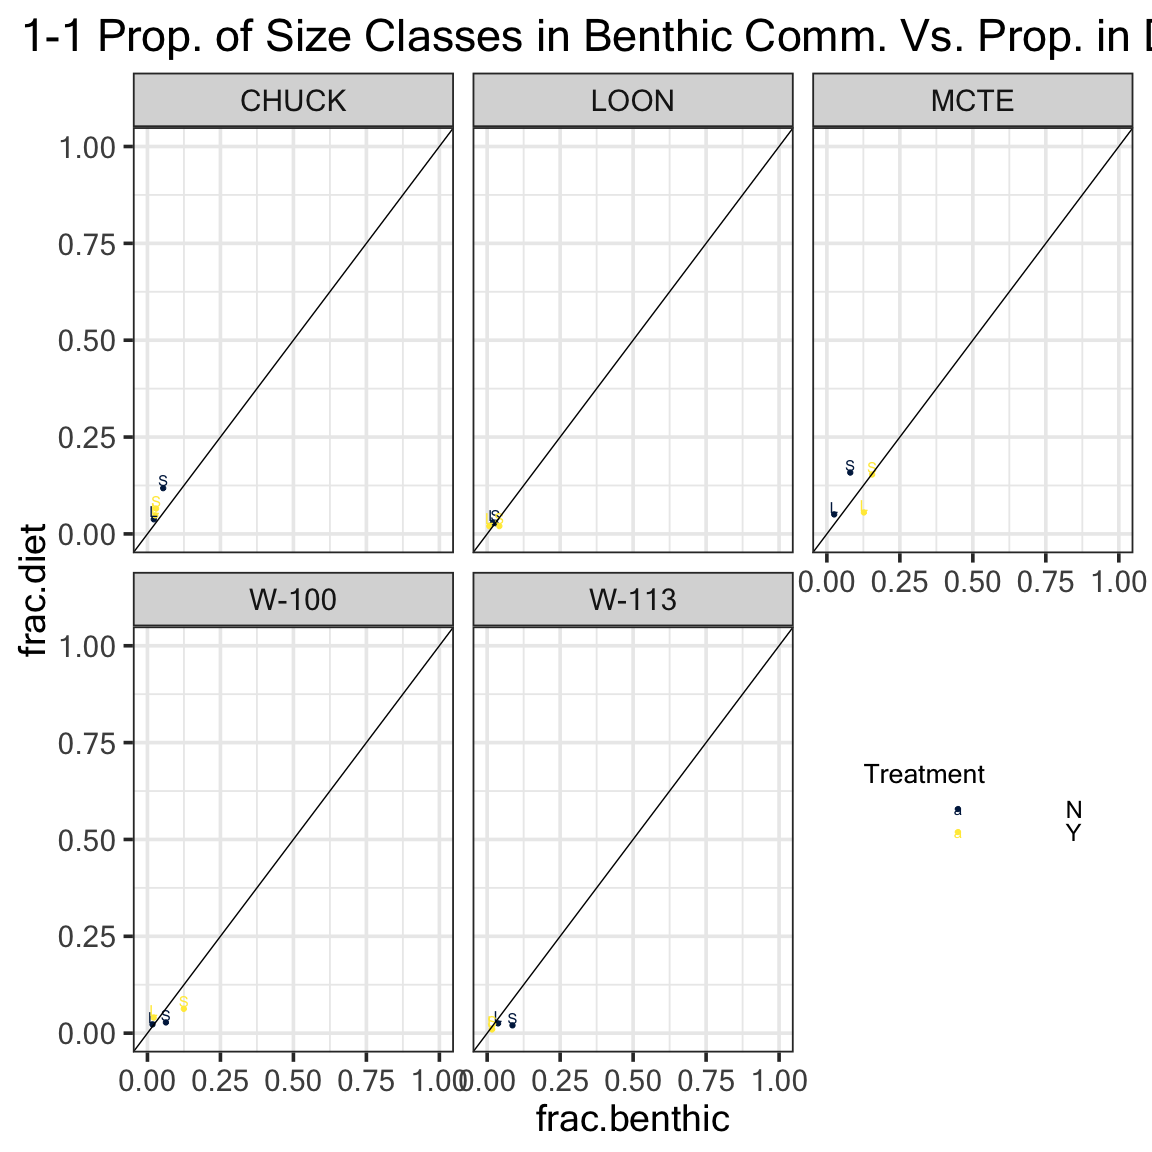 1-1 Prop. of Size Classes in Benthic Comm. Vs. Prop. in
CHUCK LOON MCTE
1.00
0.75
0.50
0.25
0.00
S
S
L
L S
S
S
L
L
0.00 0.25 0.50 0.75 1.00
frac.diet
W-100 W-113
1.00
0.75
0.50
0.25
0.00
S
S
L
L
L
S
0.00 0.25 0.50 0.75 1.00 0.00 0.25 0.50 0.75 1.00
frac.benthic
Treatment
a N
a Y